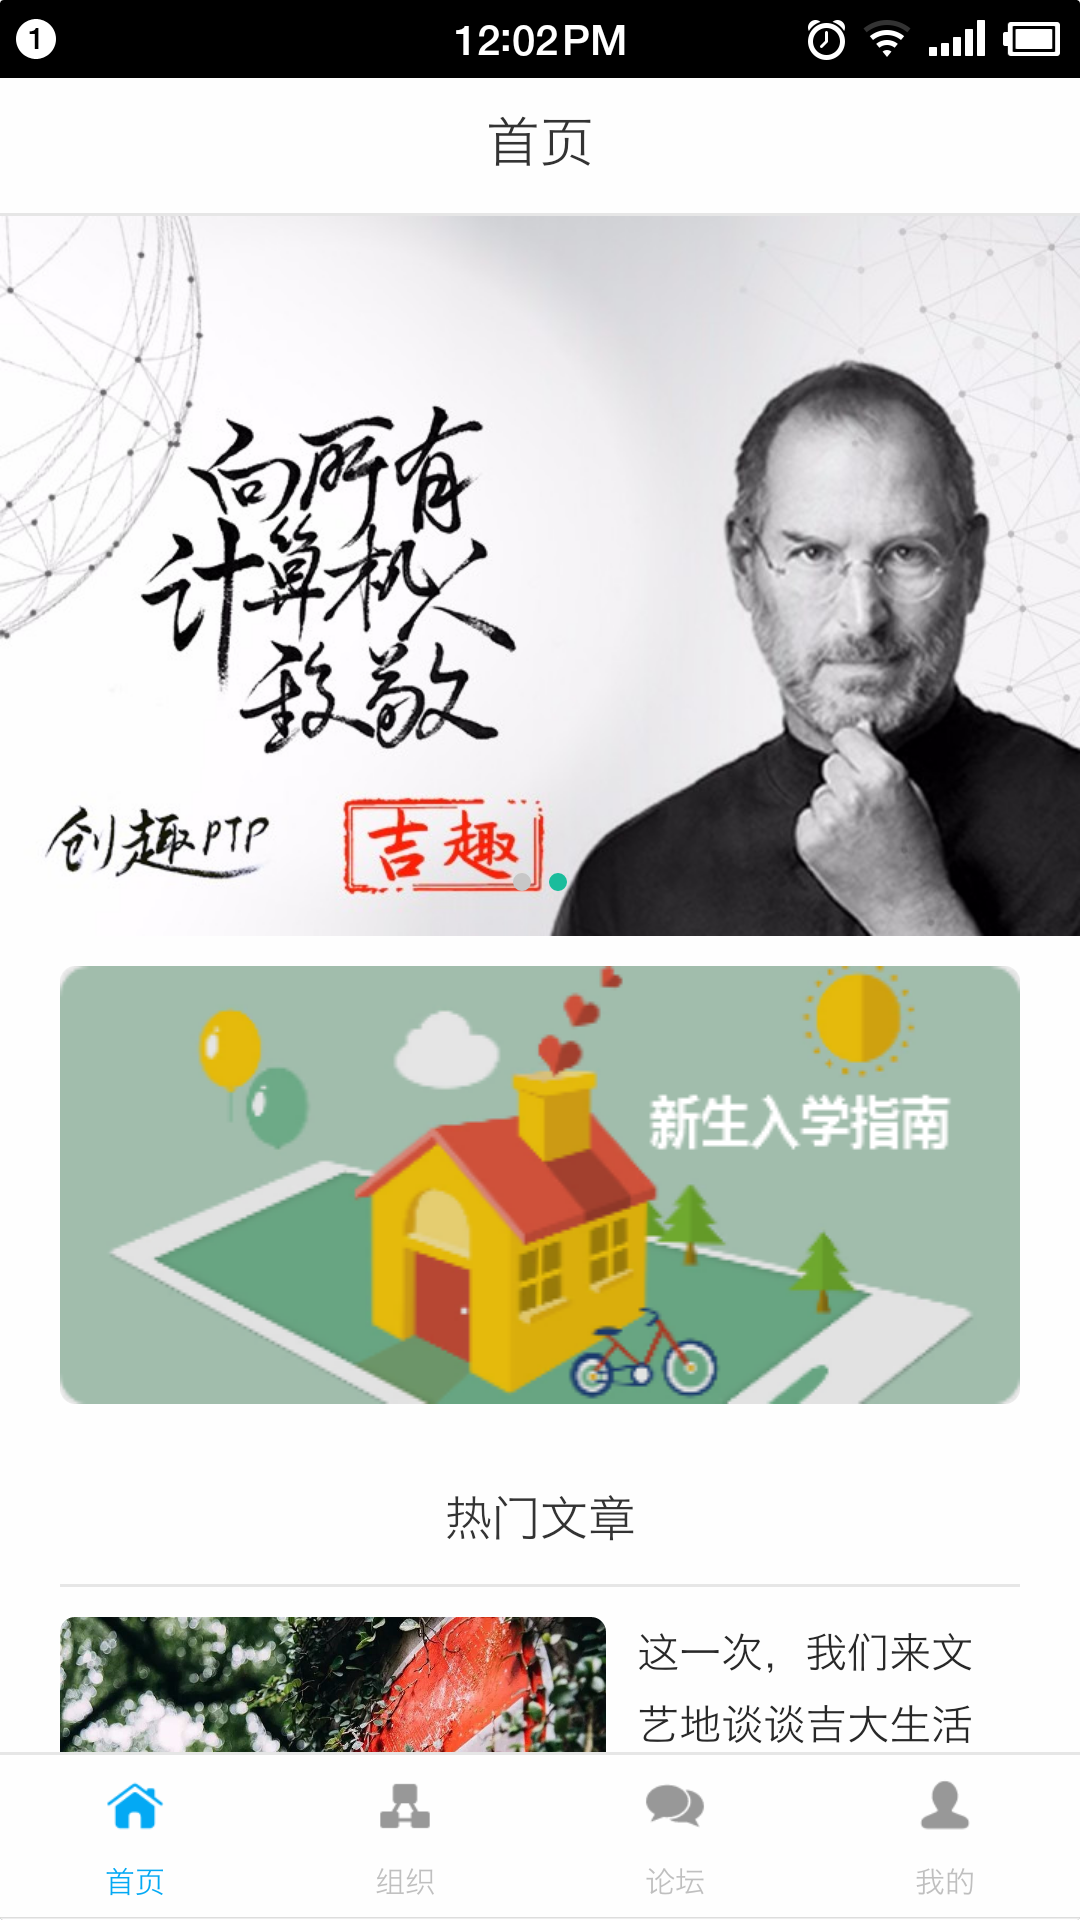 1
12:02PM
首页
向所有
计算机人
致敬
创趣PTP
吉趣
新生入学指南
热门文章
这一次，我们来文
艺地谈谈吉大生活
首页
组织
论坛
我的